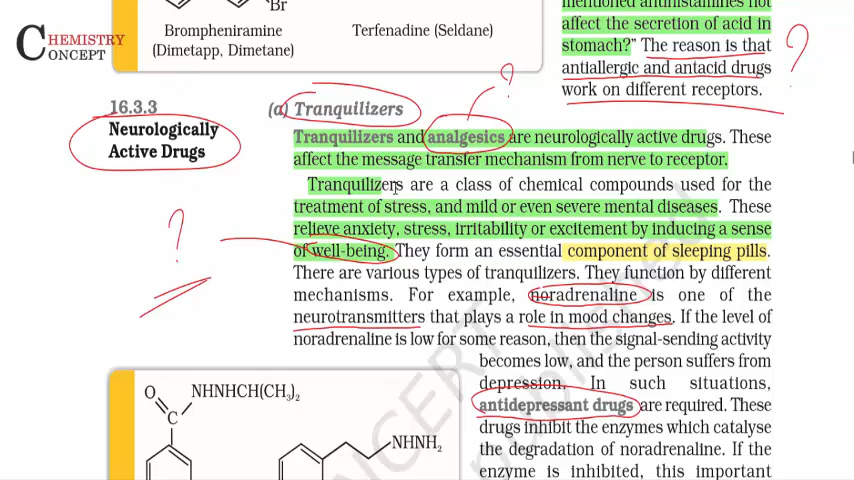 CHEMISTRY
CONCEPT
Br
Brompheniramine
(Dimetapp, Dimetane)
Terfenadine (Seldane)
mentioned antihistamines not
affect the secretion of acid in
stomach?" The reason is that
antiallergic and antacid drugs
work on different receptors.
?
16.3.3
Neurologically
Active Drugs
(a) Tranquilizers
?
Tranquilizers and analgesics are neurologically active drugs. These
affect the message transfer mechanism from nerve to receptor.
Tranquilizers are a class of chemical compounds used for the
treatment of stress, and mild or even severe mental diseases. These
relieve anxiety, stress, irritability or excitement by inducing a sense
of well-being. They form an essential component of sleeping pills.
There are various types of tranquilizers. They function by different
mechanisms. For example, noradrenaline is one of the
neurotransmitters that plays a role in mood changes. If the level of
noradrenaline is low for some reason, then the signal-sending activity
becomes low, and the person suffers from
depression. In such situations,
antidepressant drugs are required. These
drugs inhibit the enzymes which catalyse
the degradation of noradrenaline. If the
enzyme is inhibited, this important
?
O
C
NHNHCH(CH₃)₂
NHNH₂
NCERT